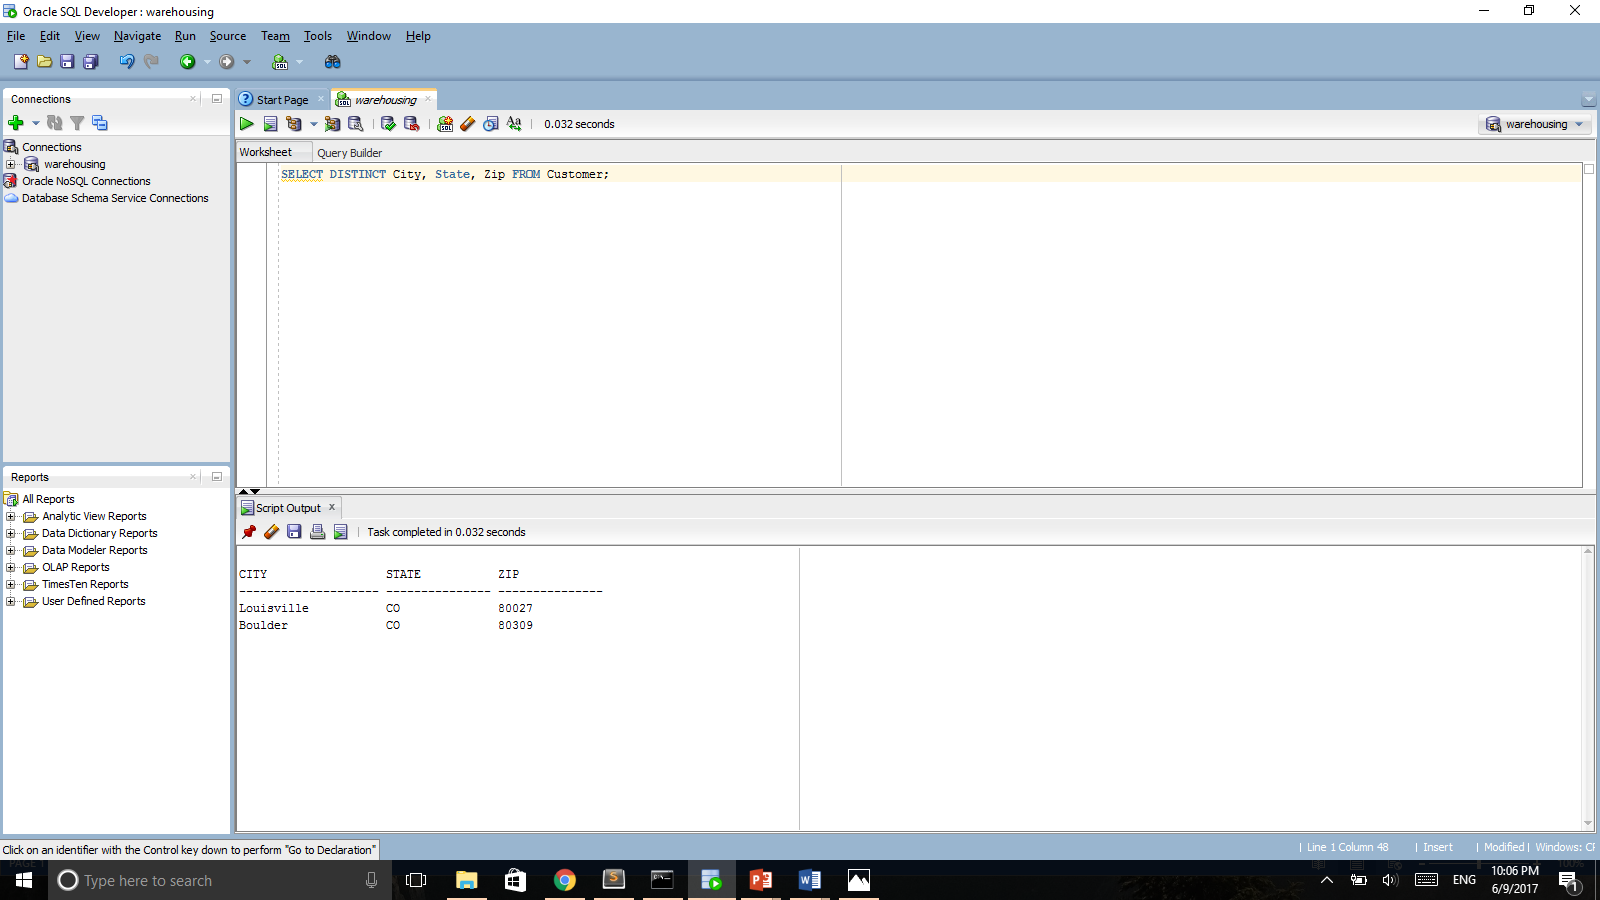 Oracle SQL Developer : warehousing
File Edit View Navigate Run Source Team Tools Window Help
Connections
Start Page
warehousing
0.032 seconds
warehousing
Worksheet
Query Builder
Connections
warehousing
Oracle NoSQL Connections
Database Schema Service Connections
SELECT DISTINCT City, State, Zip FROM Customer;
Reports
All Reports
Analytic View Reports
Data Dictionary Reports
Data Modeler Reports
OLAP Reports
TimesTen Reports
User Defined Reports
Script Output
Task completed in 0.032 seconds
CITY STATE ZIP
-------------------- --------------- ---------------
Louisville CO 80027
Boulder CO 80309
Click on an identifier with the Control key down to perform "Go to Declaration"
| Line 1 Column 48 | Insert | Modified | Windows: CF
Type here to search
ENG
10:06 PM
6/9/2017
1